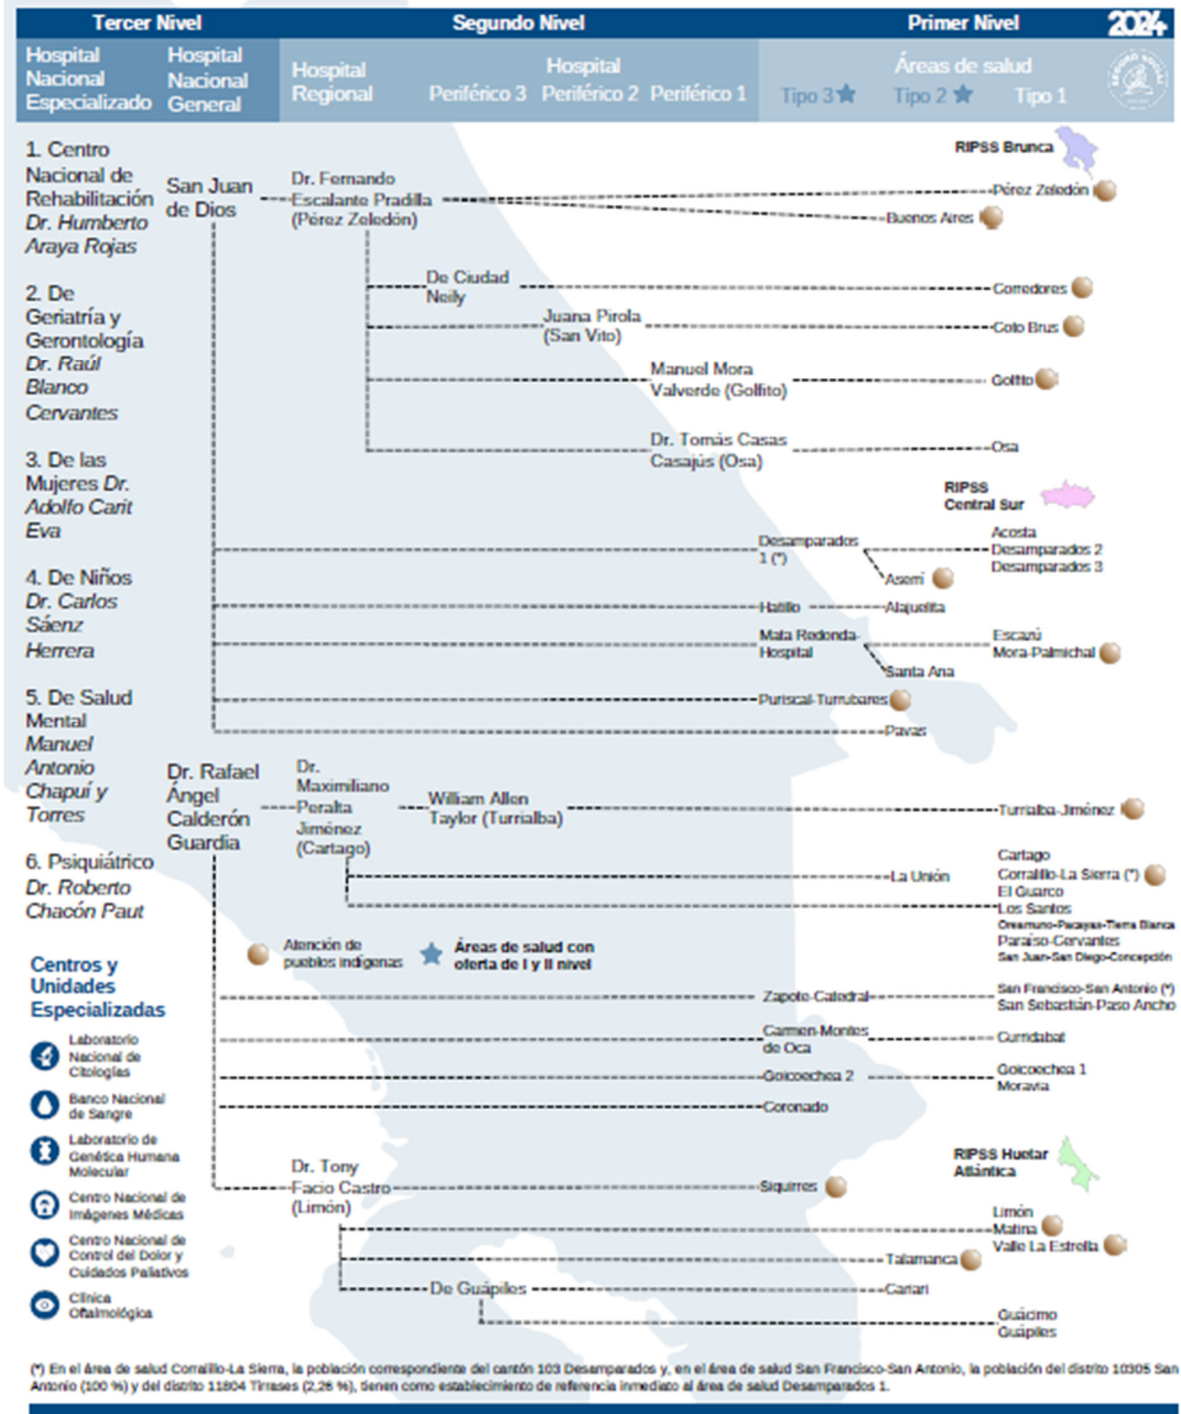 Tercer Nivel
Segundo Nivel
Primer Nivel
2024
Hospital
Nacional
Especializado
Hospital
Nacional
General
Hospital
Regional
Hospital
Periférico 3
Periférico 2
Periférico 1
Áreas de salud
Tipo 3
Tipo 2
Tipo 1
1. Centro
Nacional de
Rehabilitación
Dr. Humberto
Araya Rojas
2. De
Geriatría y
Gerontología
Dr. Raúl
Blanco
Cervantes
3. De las
Mujeres Dr.
Adolfo Carit
Eva
4. De Niños
Dr. Carlos
Sáenz
Herrera
5. De Salud
Mental
Manuel
Antonio
Chapuí y
Torres
6. Psiquiátrico
Dr. Roberto
Chacón Paut
San Juan
de Dios
Dr. Fernando
Escalante Pradilla
(Pérez Zeledón)
RIPSS Brunca
Pérez Zeledón
Buenos Aires
De Ciudad
Neily
Corredores
Juana Pirola
(San Vito)
Coto Brus
Manuel Mora
Valverde (Golfito)
Golfito
Dr. Tomás Casas
Casajús (Osa)
Osa
RIPSS
Central Sur
Desamparados
1 (*)
Acosta
Desamparados 2
Desamparados 3
Aserrí
Hatillo
Alajuelita
Mata Redonda-
Hospital
Escazú
Mora-Palmichal
Santa Ana
Puriscal-Turrubares
Pavas
Dr. Rafael
Ángel
Calderón
Guardia
Dr.
Maximiliano
Peralta
Jiménez
(Cartago)
William Allen
Taylor (Turrialba)
Turrialba-Jiménez
La Unión
Cartago
Corralillo-La Sierra (*)
El Guarco
Los Santos
Oreamuno-Pacayas-Tierra Blanca
Paraíso-Cervantes
San Juan-San Diego-Concepción
Atención de
pueblos indígenas
Áreas de salud con
oferta de I y II nivel
Zapote-Catedral
San Francisco-San Antonio (*)
San Sebastián-Paso Ancho
Carmen-Montes
de Oca
Curridabat
Goicoechea 2
Goicoechea 1
Moravia
Coronado
RIPSS Huetar
Atlántica
Dr. Tony
Facio Castro
(Limón)
Siquirres
Limón
Matina
Valle La Estrella
Talamanca
De Guápiles
Cariari
Guácimo
Guápiles
Centros y
Unidades
Especializadas
Laboratorio
Nacional de
Citologías
Banco Nacional
de Sangre
Laboratorio de
Genética Humana
Molecular
Centro Nacional de
Imágenes Médicas
Centro Nacional de
Control del Dolor y
Cuidados Paliativos
Clínica
Oftalmológica
(*) En el área de salud Corralillo-La Sierra, la población correspondiente del cantón 103 Desamparados y, en el área de salud San Francisco-San Antonio, la población del distrito 10305 San
Antonio (100 %) y del distrito 11804 Tirrases (2,26 %), tienen como establecimiento de referencia inmediato al área de salud Desamparados 1.